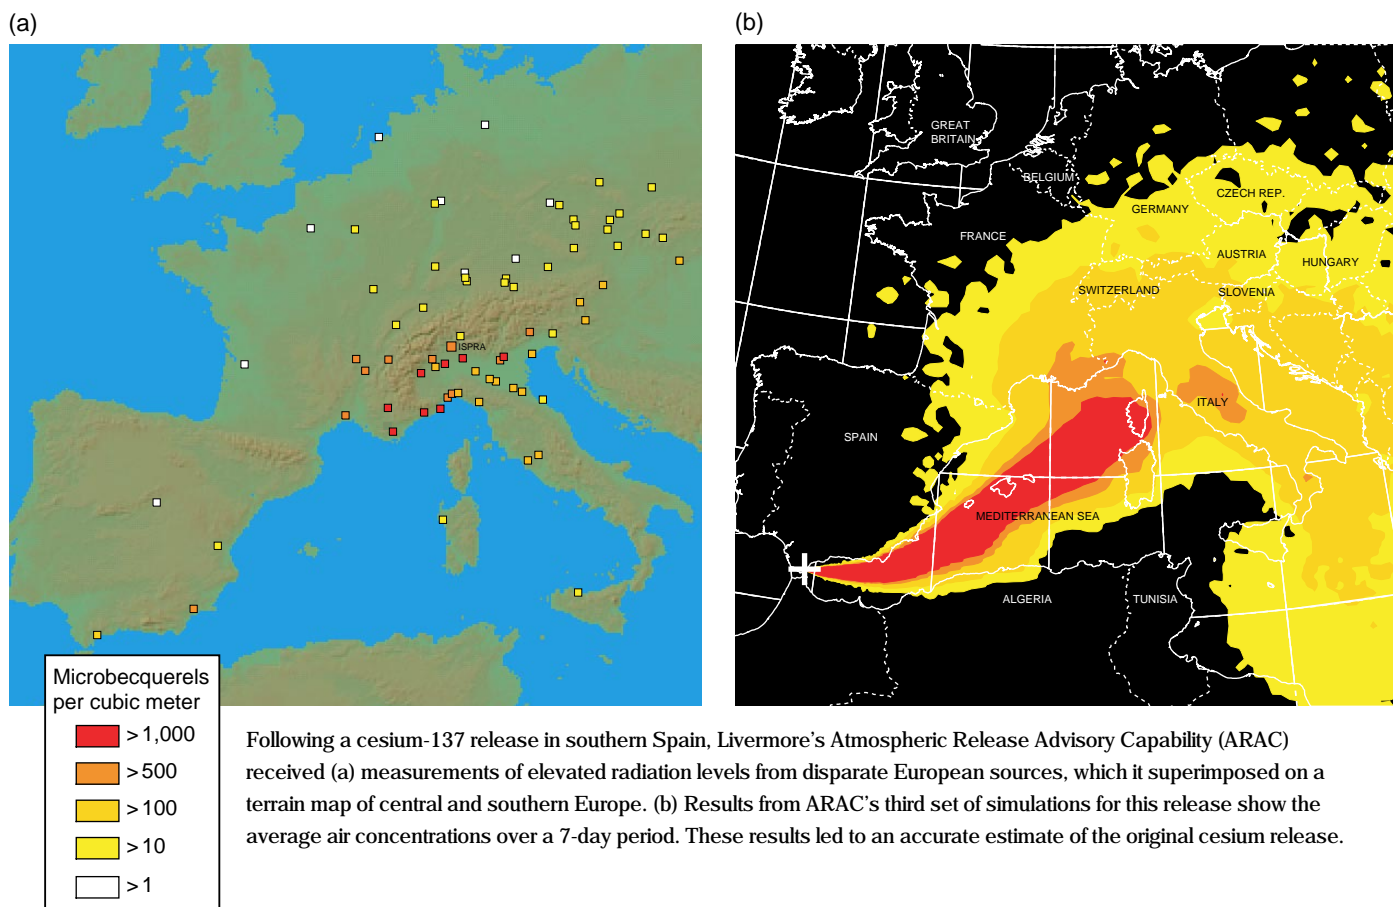 (a)
(b)
ISPRA
GREAT
BRITAIN
BELGIUM
GERMANY
CZECH REP.
FRANCE
AUSTRIA
HUNGARY
SWITZERLAND
SLOVENIA
ITALY
SPAIN
MEDITERRANEAN SEA
ALGERIA
TUNISIA
Microbecquerels
per cubic meter
>1,000
>500
>100
>10
>1
Following a cesium-137 release in southern Spain, Livermore's Atmospheric Release Advisory Capability (ARAC)
received (a) measurements of elevated radiation levels from disparate European sources, which it superimposed on a
terrain map of central and southern Europe. (b) Results from ARAC's third set of simulations for this release show the
average air concentrations over a 7-day period. These results led to an accurate estimate of the original cesium release.